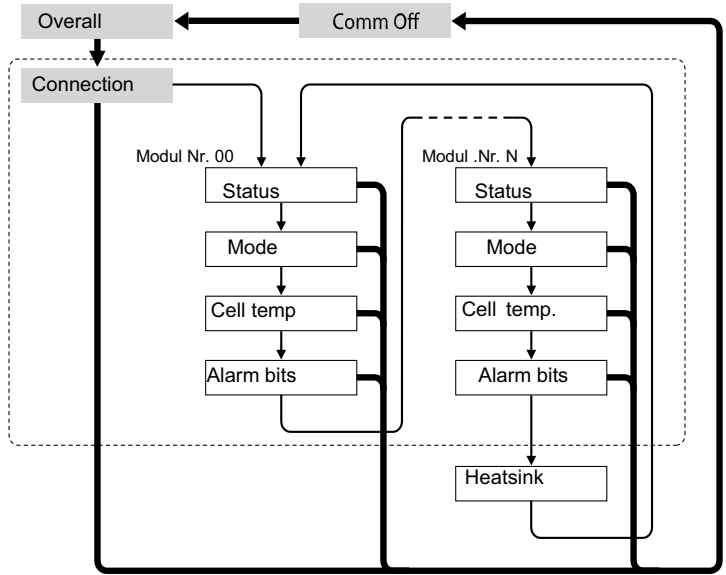 Overall
Comm Off
Connection
Modul Nr. 00
Modul .Nr. N
Status
Status
Mode
Mode
Cell temp
Cell temp.
Alarm bits
Alarm bits
Heatsink